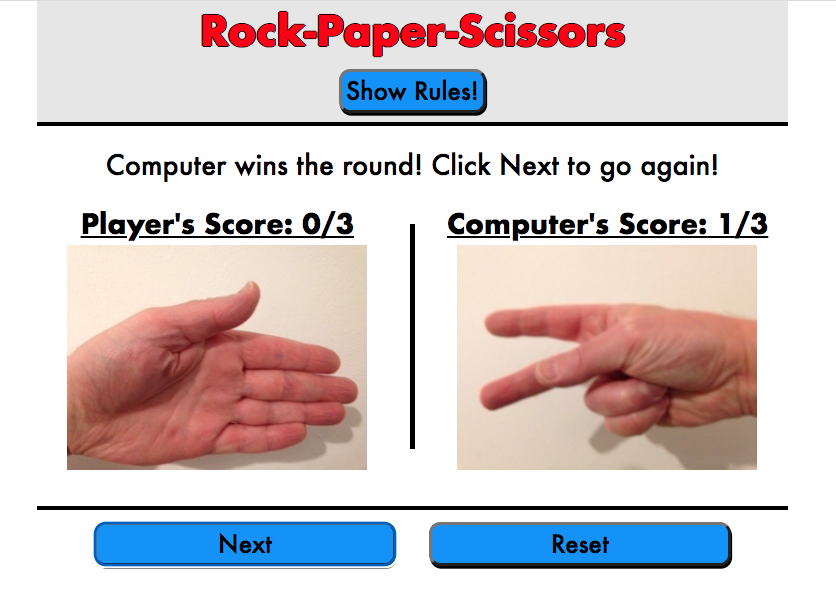 Rock-Paper-Scissors
Show Rules!
Computer wins the round! Click Next to go again!
Player's Score: 0/3
Computer's Score: 1/3
Next
Reset